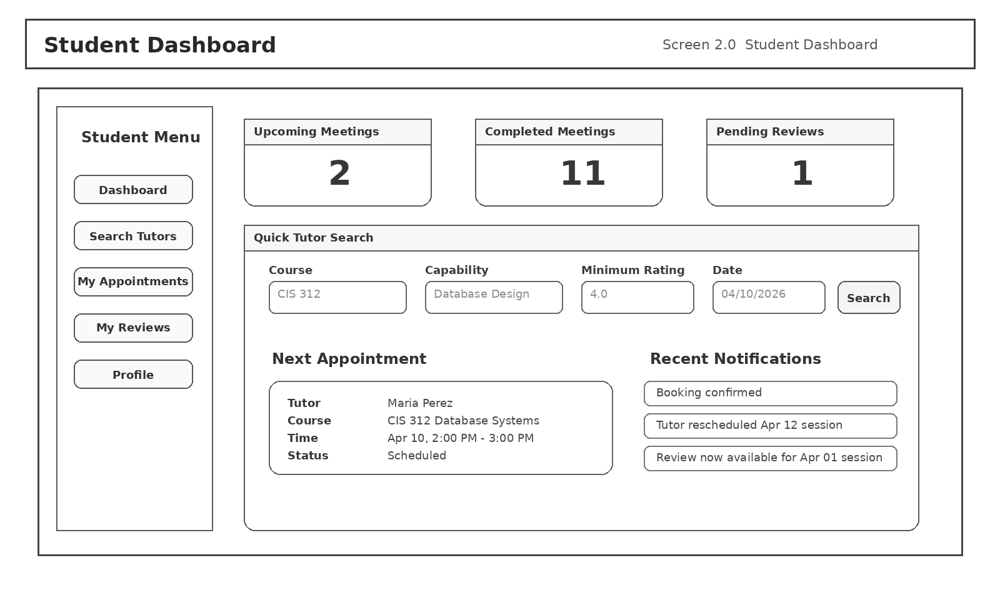 Student Dashboard
Screen 2.0  Student Dashboard
Student Menu
Dashboard
Search Tutors
My Appointments
My Reviews
Profile
Upcoming Meetings
2
Completed Meetings
11
Pending Reviews
1
Quick Tutor Search
Course
CIS 312
Capability
Database Design
Minimum Rating
4.0
Date
04/10/2026
Search
Next Appointment
Tutor Maria Perez
Course CIS 312 Database Systems
Time Apr 10, 2:00 PM - 3:00 PM
Status Scheduled
Recent Notifications
Booking confirmed
Tutor rescheduled Apr 12 session
Review now available for Apr 01 session